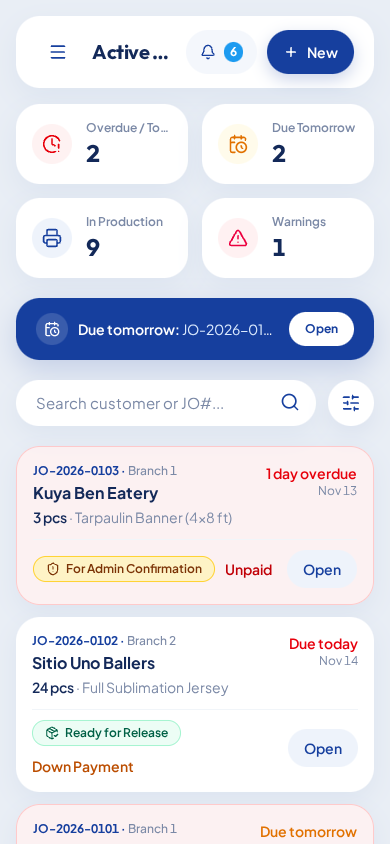 Active ...
6
New
Overdue / To...
2
Due Tomorrow
2
In Production
9
Warnings
1
Due tomorrow: JO-2026-01...
Open
Search customer or JO#...
JO-2026-0103 · Branch 1
1 day overdue
Kuya Ben Eatery
Nov 13
3 pcs · Tarpaulin Banner (4×8 ft)
For Admin Confirmation
Unpaid
Open
JO-2026-0102 · Branch 2
Due today
Sitio Uno Ballers
Nov 14
24 pcs · Full Sublimation Jersey
Ready for Release
Open
Down Payment
JO-2026-0101 · Branch 1
Due tomorrow